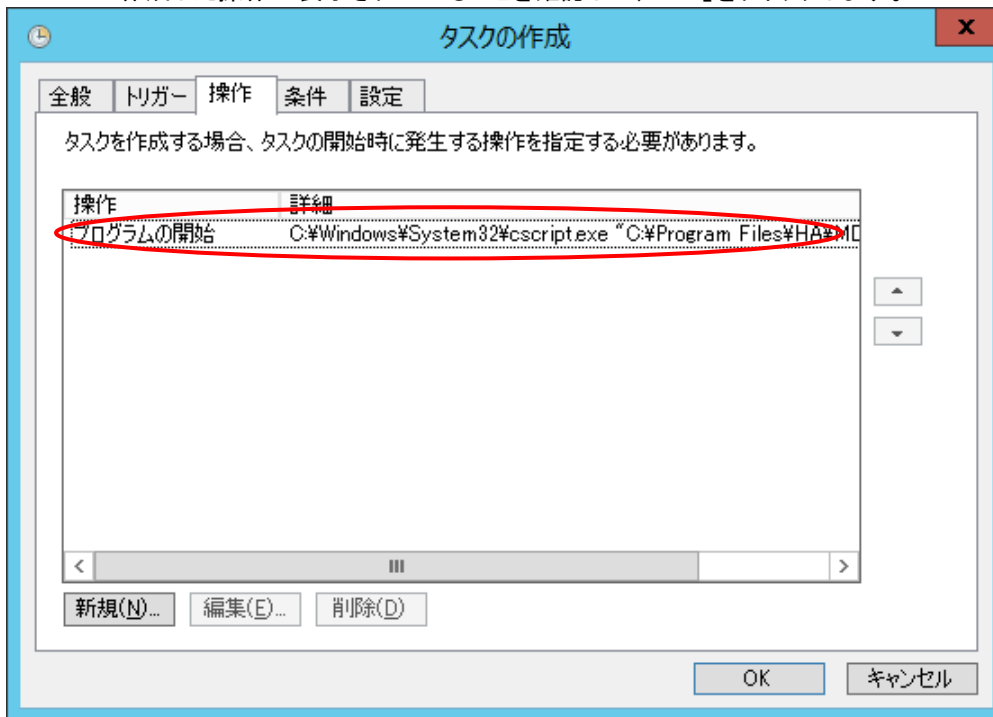 タスクの作成
x
全般 トリガー 操作 条件 設定
タスクを作成する場合、タスクの開始時に発生する操作を指定する必要があります。
操作 詳細
プログラムの開始 C:¥Windows¥System32¥cscript.exe "C:¥Program Files¥HA¥MD
新規(N)... 編集(E)... 削除(D)
OK キャンセル